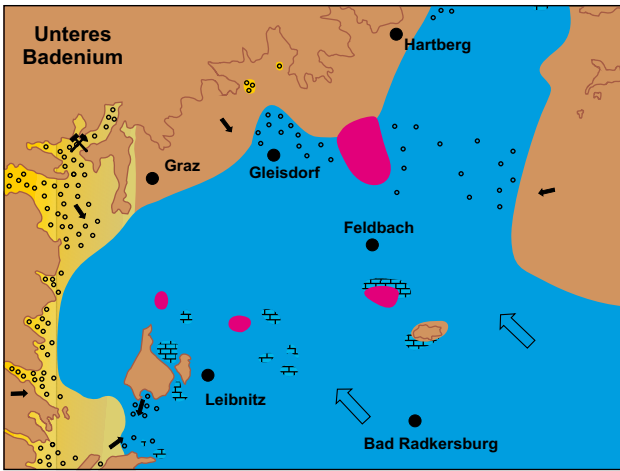 Unteres
Badenium
Hartberg
Graz
Gleisdorf
Feldbach
Leibnitz
Bad Radkersburg